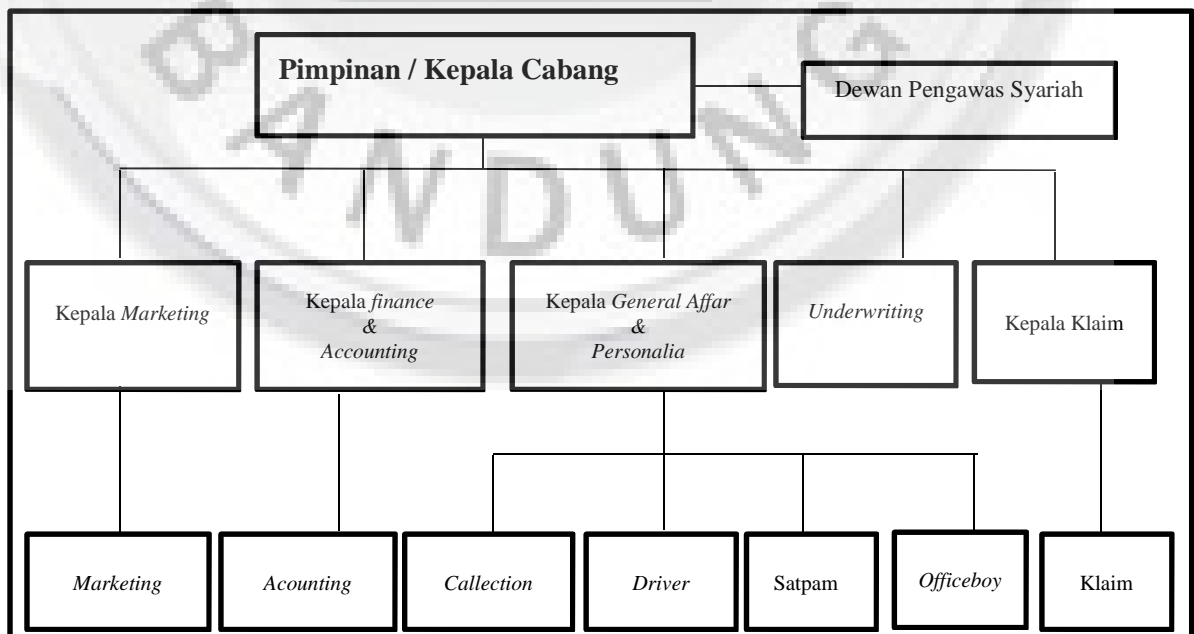 BANDUNG
Pimpinan / Kepala Cabang
Dewan Pengawas Syariah
Kepala Marketing
Kepala finance
&
Accounting
Kepala General Affar
&
Personalia
Underwriting
Kepala Klaim
Marketing
Acounting
Callection
Driver
Satpam
Officeboy
Klaim